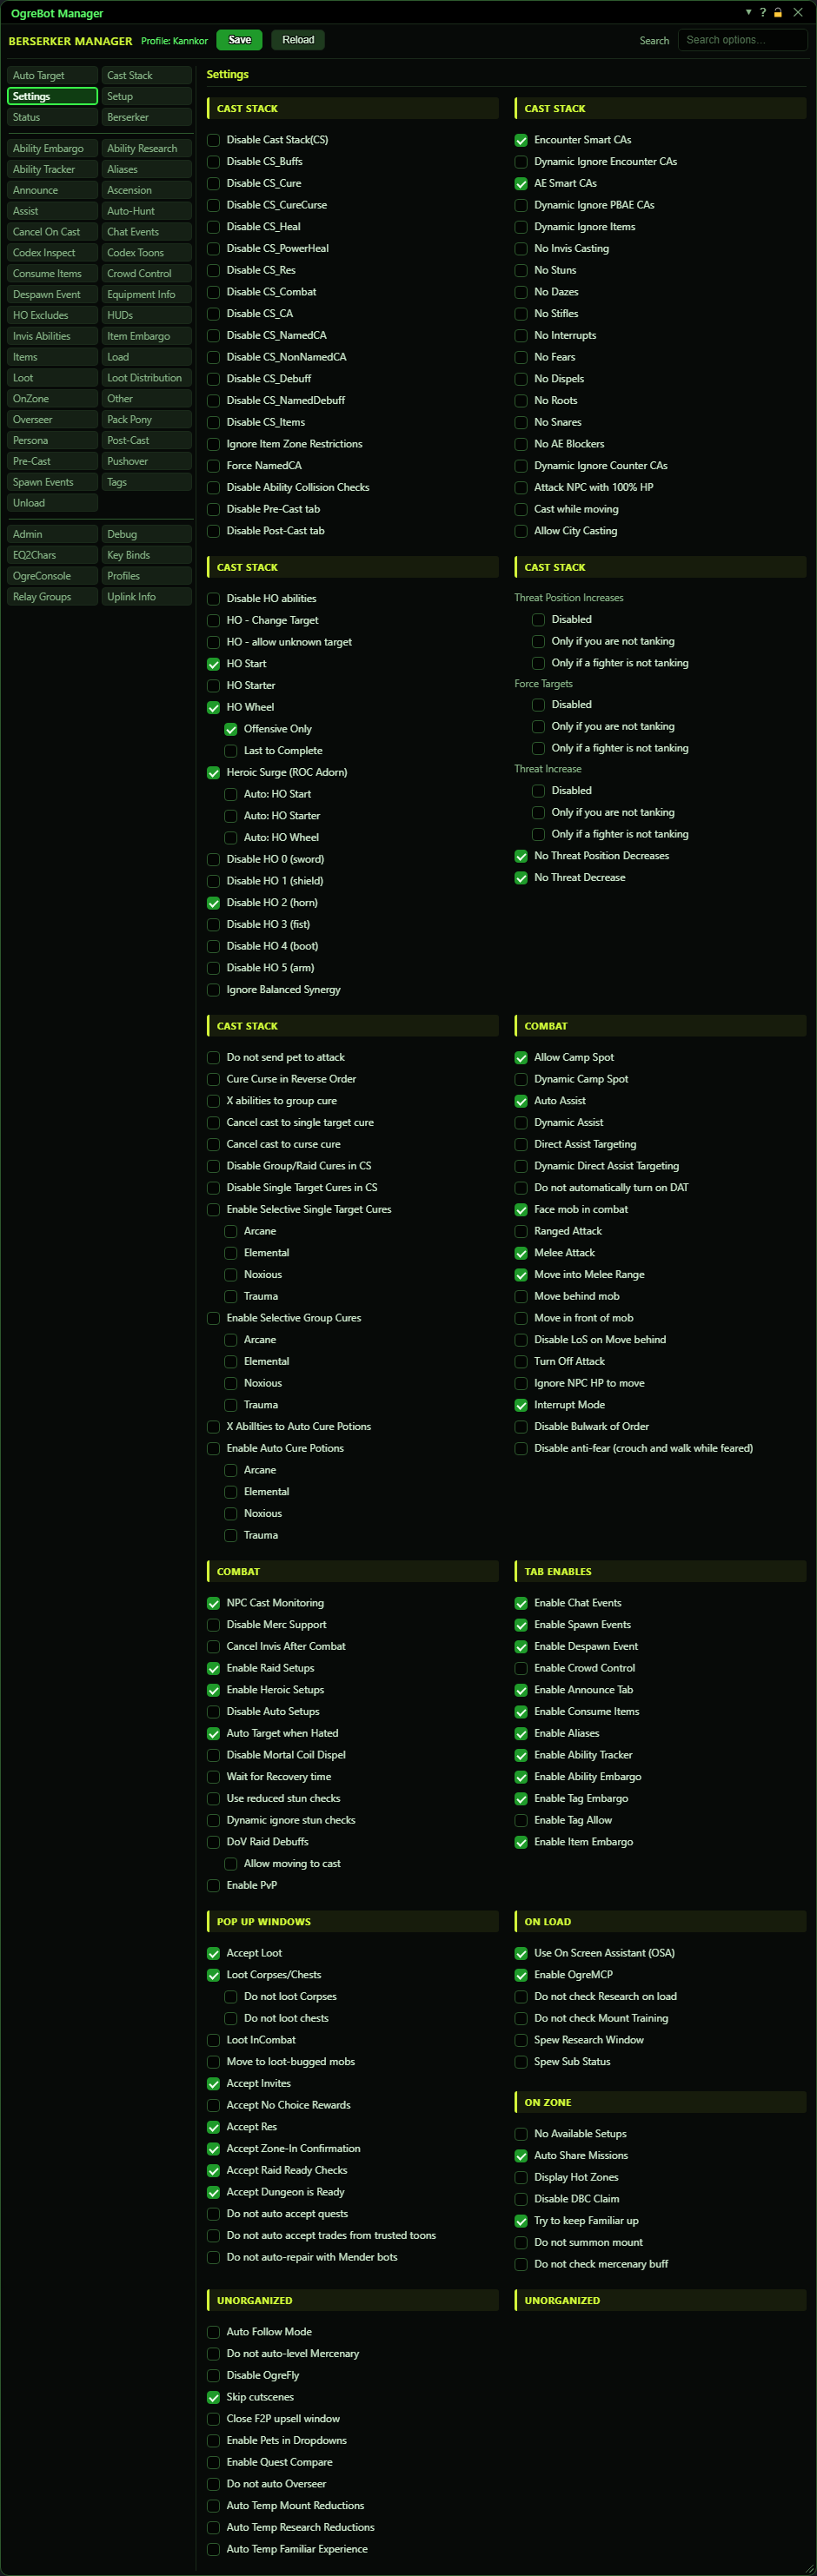 OgreBot Manager
▼ ? 🔓 ✕
BERSERKER MANAGER Profile: Kannkor Save Reload Search Search options...
Auto Target Cast Stack
Settings Setup
Status Berserker
Ability Embargo Ability Research
Ability Tracker Aliases
Announce Ascension
Assist Auto-Hunt
Cancel On Cast Chat Events
Codex Inspect Codex Toons
Consume Items Crowd Control
Despawn Event Equipment Info
HO Excludes HUDs
Invis Abilities Item Embargo
Items Load
Loot Loot Distribution
OnZone Other
Overseer Pack Pony
Persona Post-Cast
Pre-Cast Pushover
Spawn Events Tags
Unload
Admin Debug
EQ2Chars Key Binds
OgreConsole Profiles
Relay Groups Uplink Info
Settings
CAST STACK
Disable Cast Stack(CS)
Disable CS_Buffs
Disable CS_Cure
Disable CS_CureCurse
Disable CS_Heal
Disable CS_PowerHeal
Disable CS_Res
Disable CS_Combat
Disable CS_CA
Disable CS_NamedCA
Disable CS_NonNamedCA
Disable CS_Debuff
Disable CS_NamedDebuff
Disable CS_Items
Ignore Item Zone Restrictions
Force NamedCA
Disable Ability Collision Checks
Disable Pre-Cast tab
Disable Post-Cast tab
CAST STACK
Encounter Smart CAs
Dynamic Ignore Encounter CAs
AE Smart CAs
Dynamic Ignore PBAE CAs
Dynamic Ignore Items
No Invis Casting
No Stuns
No Dazes
No Stifles
No Interrupts
No Fears
No Dispels
No Roots
No Snares
No AE Blockers
Dynamic Ignore Counter CAs
Attack NPC with 100% HP
Cast while moving
Allow City Casting
CAST STACK
Disable HO abilities
HO - Change Target
HO - allow unknown target
HO Start
HO Starter
HO Wheel
Offensive Only
Last to Complete
Heroic Surge (ROC Adorn)
Auto: HO Start
Auto: HO Starter
Auto: HO Wheel
Disable HO 0 (sword)
Disable HO 1 (shield)
Disable HO 2 (horn)
Disable HO 3 (fist)
Disable HO 4 (boot)
Disable HO 5 (arm)
Ignore Balanced Synergy
CAST STACK
Threat Position Increases
Disabled
Only if you are not tanking
Only if a fighter is not tanking
Force Targets
Disabled
Only if you are not tanking
Only if a fighter is not tanking
Threat Increase
Disabled
Only if you are not tanking
Only if a fighter is not tanking
No Threat Position Decreases
No Threat Decrease
CAST STACK
Do not send pet to attack
Cure Curse in Reverse Order
X abilities to group cure
Cancel cast to single target cure
Cancel cast to curse cure
Disable Group/Raid Cures in CS
Disable Single Target Cures in CS
Enable Selective Single Target Cures
Arcane
Elemental
Noxious
Trauma
Enable Selective Group Cures
Arcane
Elemental
Noxious
Trauma
X Abilities to Auto Cure Potions
Enable Auto Cure Potions
Arcane
Elemental
Noxious
Trauma
COMBAT
Allow Camp Spot
Dynamic Camp Spot
Auto Assist
Dynamic Assist
Direct Assist Targeting
Dynamic Direct Assist Targeting
Do not automatically turn on DAT
Face mob in combat
Ranged Attack
Melee Attack
Move into Melee Range
Move behind mob
Move in front of mob
Disable LoS on Move behind
Turn Off Attack
Ignore NPC HP to move
Interrupt Mode
Disable Bulwark of Order
Disable anti-fear (crouch and walk while feared)
COMBAT
NPC Cast Monitoring
Disable Merc Support
Cancel Invis After Combat
Enable Raid Setups
Enable Heroic Setups
Disable Auto Setups
Auto Target when Hated
Disable Mortal Coil Dispel
Wait for Recovery time
Use reduced stun checks
Dynamic ignore stun checks
DoV Raid Debuffs
Allow moving to cast
Enable PvP
TAB ENABLES
Enable Chat Events
Enable Spawn Events
Enable Despawn Event
Enable Crowd Control
Enable Announce Tab
Enable Consume Items
Enable Aliases
Enable Ability Tracker
Enable Ability Embargo
Enable Tag Embargo
Enable Tag Allow
Enable Item Embargo
POP UP WINDOWS
Accept Loot
Loot Corpses/Chests
Do not loot Corpses
Do not loot chests
Loot InCombat
Move to loot-bugged mobs
Accept Invites
Accept No Choice Rewards
Accept Res
Accept Zone-In Confirmation
Accept Raid Ready Checks
Accept Dungeon is Ready
Do not auto accept quests
Do not auto accept trades from trusted toons
Do not auto-repair with Mender bots
ON LOAD
Use On Screen Assistant (OSA)
Enable OgreMCP
Do not check Research on load
Do not check Mount Training
Spew Research Window
Spew Sub Status
ON ZONE
No Available Setups
Auto Share Missions
Display Hot Zones
Disable DBC Claim
Try to keep Familiar up
Do not summon mount
Do not check mercenary buff
UNORGANIZED
Auto Follow Mode
Do not auto-level Mercenary
Disable OgreFly
Skip cutscenes
Close F2P upsell window
Enable Pets in Dropdowns
Enable Quest Compare
Do not auto Overseer
Auto Temp Mount Reductions
Auto Temp Research Reductions
Auto Temp Familiar Experience
UNORGANIZED